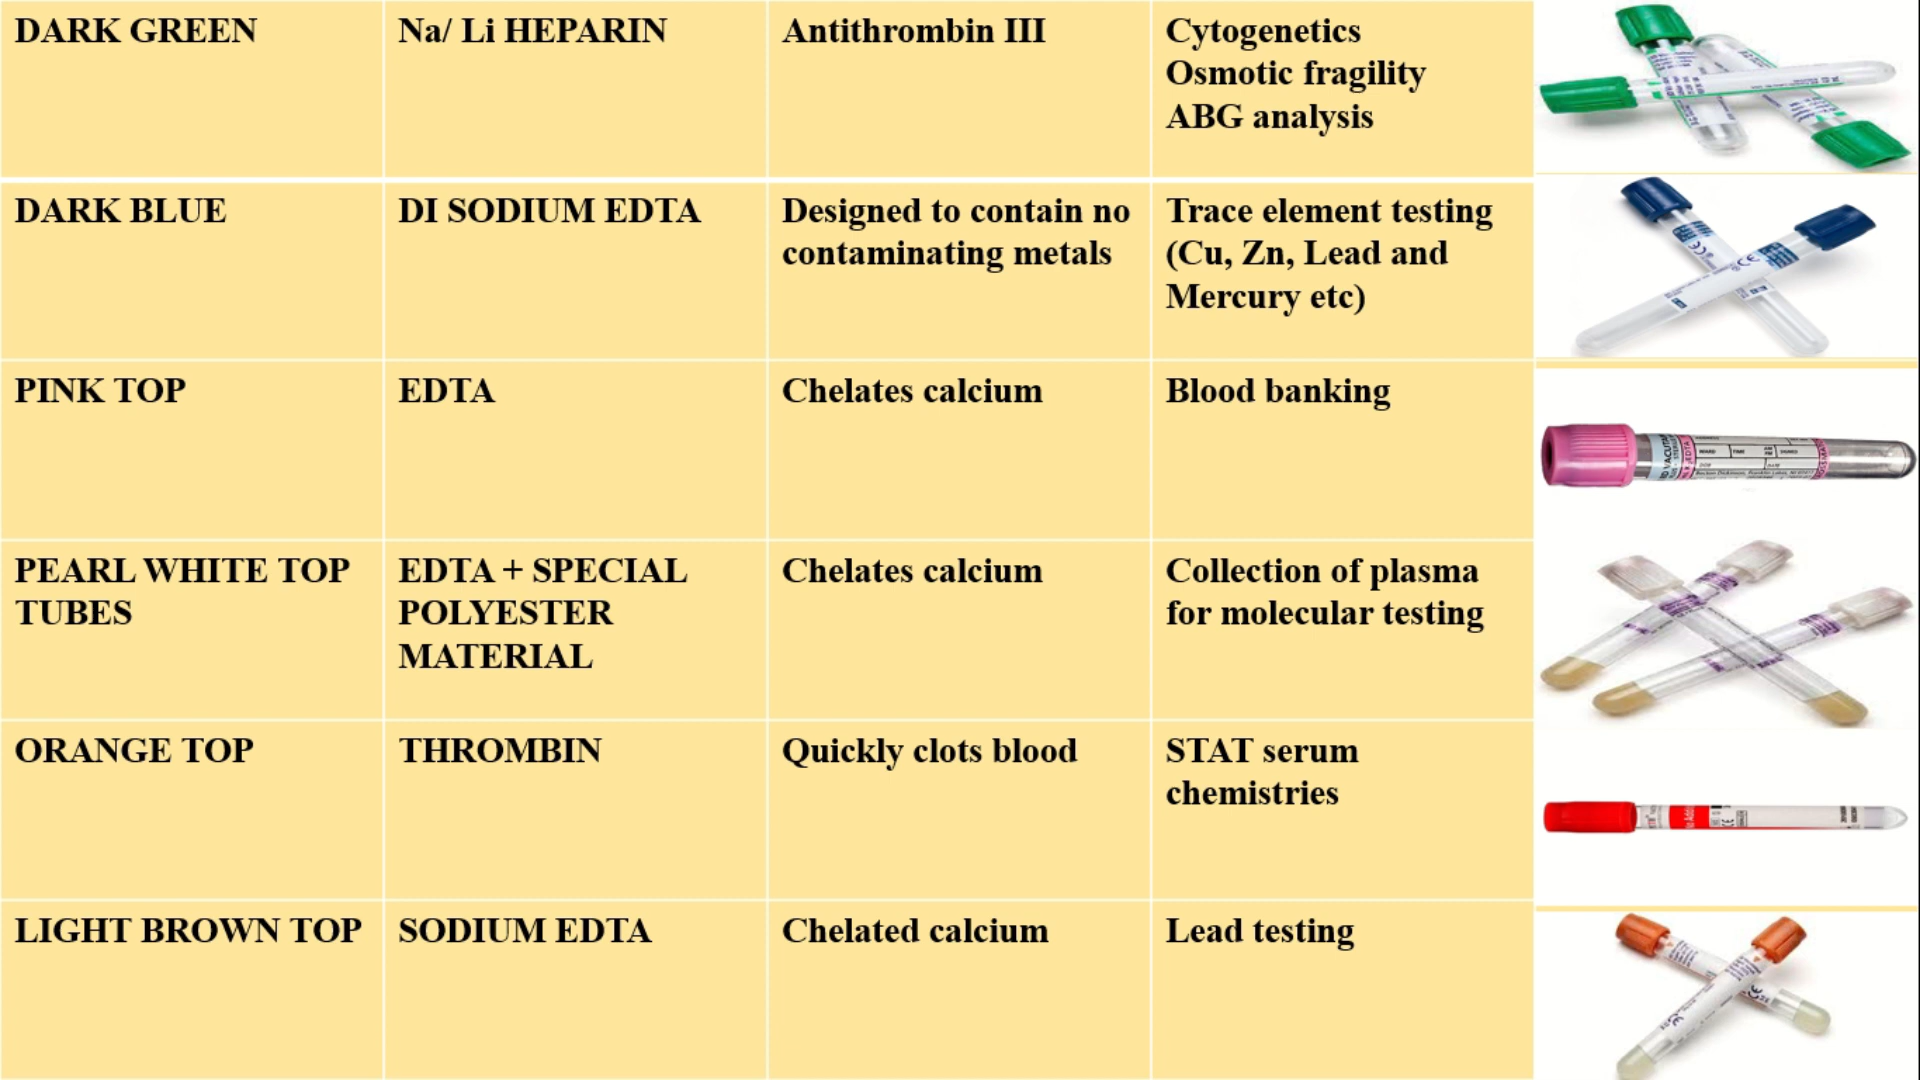 DARK GREEN
Na/ Li HEPARIN
Antithrombin III
Cytogenetics
Osmotic fragility
ABG analysis
DARK BLUE
DI SODIUM EDTA
Designed to contain no
contaminating metals
Trace element testing
(Cu, Zn, Lead and
Mercury etc)
PINK TOP
EDTA
Chelates calcium
Blood banking
PEARL WHITE TOP
TUBES
EDTA + SPECIAL
POLYESTER
MATERIAL
Chelates calcium
Collection of plasma
for molecular testing
ORANGE TOP
THROMBIN
Quickly clots blood
STAT serum
chemistries
LIGHT BROWN TOP
SODIUM EDTA
Chelated calcium
Lead testing